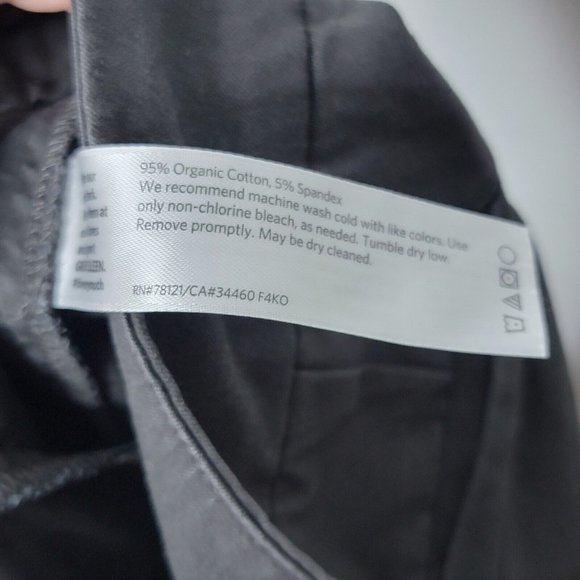 95% Organic Cotton, 5% Spandex
We recommend machine wash cold with like colors. Use
only non-chlorine bleach, as needed. Tumble dry low.
Remove promptly. May be dry cleaned.
RN#78121/CA#34460 F4KO